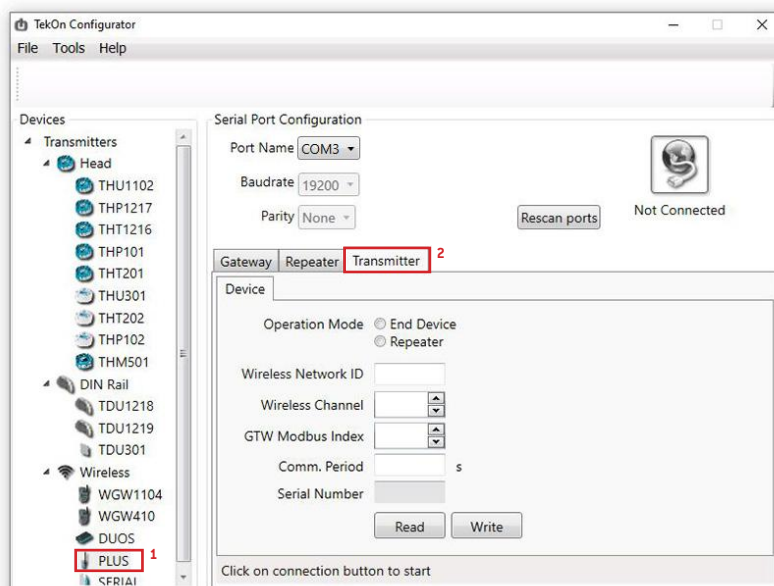 TekOn Configurator
File Tools Help
Devices
Transmitters
Head
THU1102
THP1217
THT1216
THP101
THT201
THU301
THT202
THP102
THM501
DIN Rail
TDU1218
TDU1219
TDU301
Wireless
WGW1104
WGW410
DUOS
PLUS 1
SERIAL
Serial Port Configuration
Port Name COM3
Baudrate 19200
Parity None
Rescan ports
Not Connected
Gateway Repeater Transmitter 2
Device
Operation Mode End Device
Repeater
Wireless Network ID
Wireless Channel
GTW Modbus Index
Comm. Period s
Serial Number
Read Write
Click on connection button to start